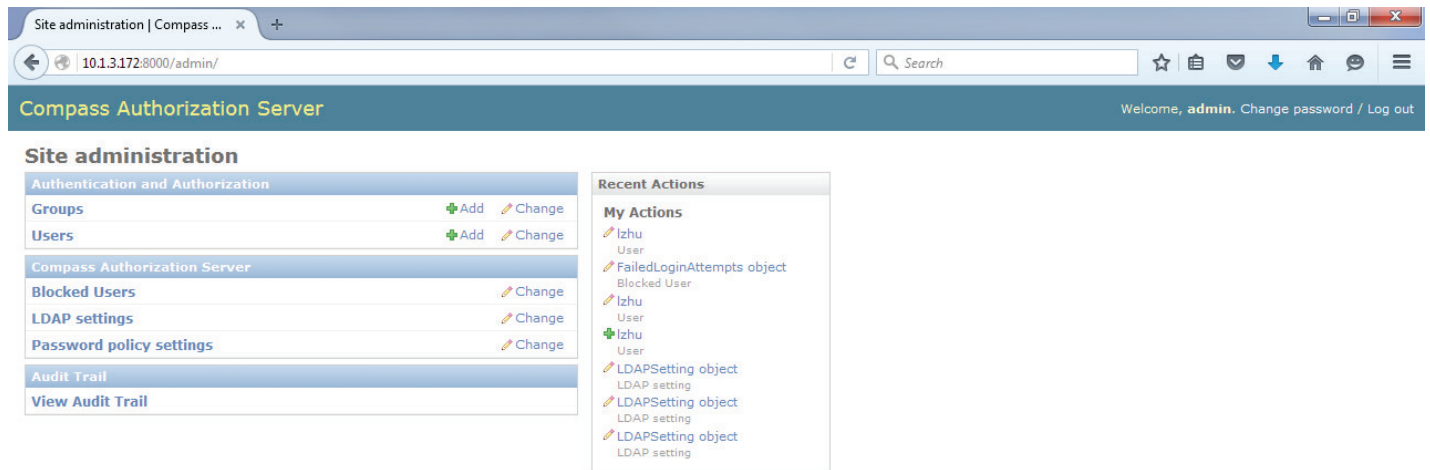 Site administration | Compass ...
10.1.3.172:8000/admin/
Search
Compass Authorization Server
Welcome, admin. Change password / Log out
Site administration
Authentication and Authorization
Groups Add Change
Users Add Change
Compass Authorization Server
Blocked Users Change
LDAP settings Change
Password policy settings Change
Audit Trail
View Audit Trail
Recent Actions
My Actions
lzhu
User
FailedLoginAttempts object
Blocked User
lzhu
User
lzhu
User
LDAPSetting object
LDAP setting
LDAPSetting object
LDAP setting
LDAPSetting object
LDAP setting